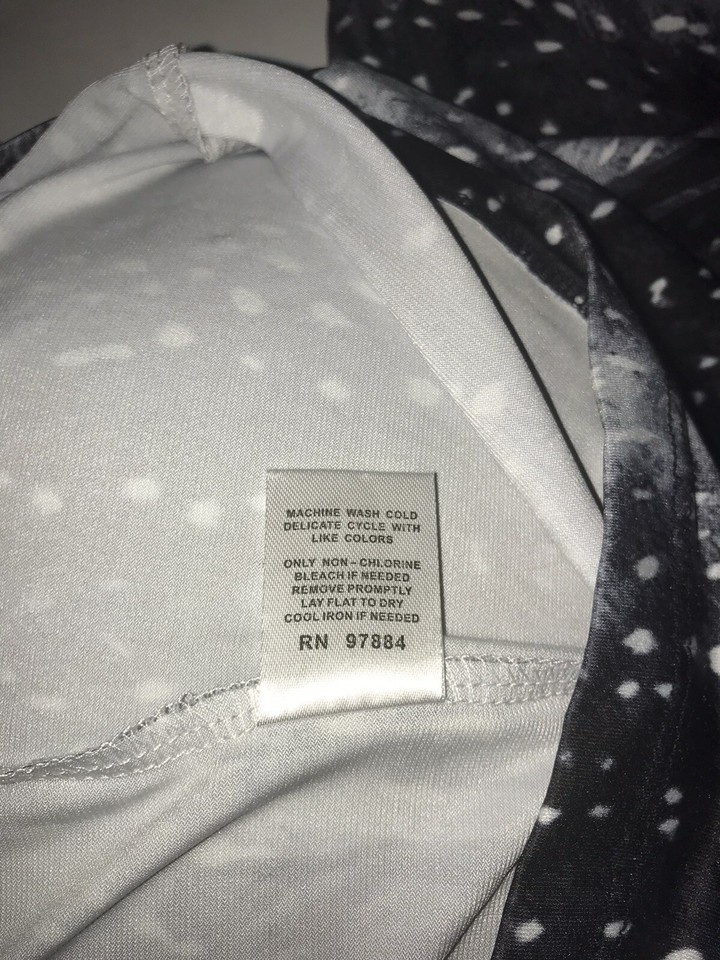 MACHINE WASH COLD
DELICATE CYCLE WITH
LIKE COLORS
ONLY NON-CHLORINE
BLEACH IF NEEDED
REMOVE PROMPTLY
LAY FLAT TO DRY
COOL IRON IF NEEDED
RN 97884